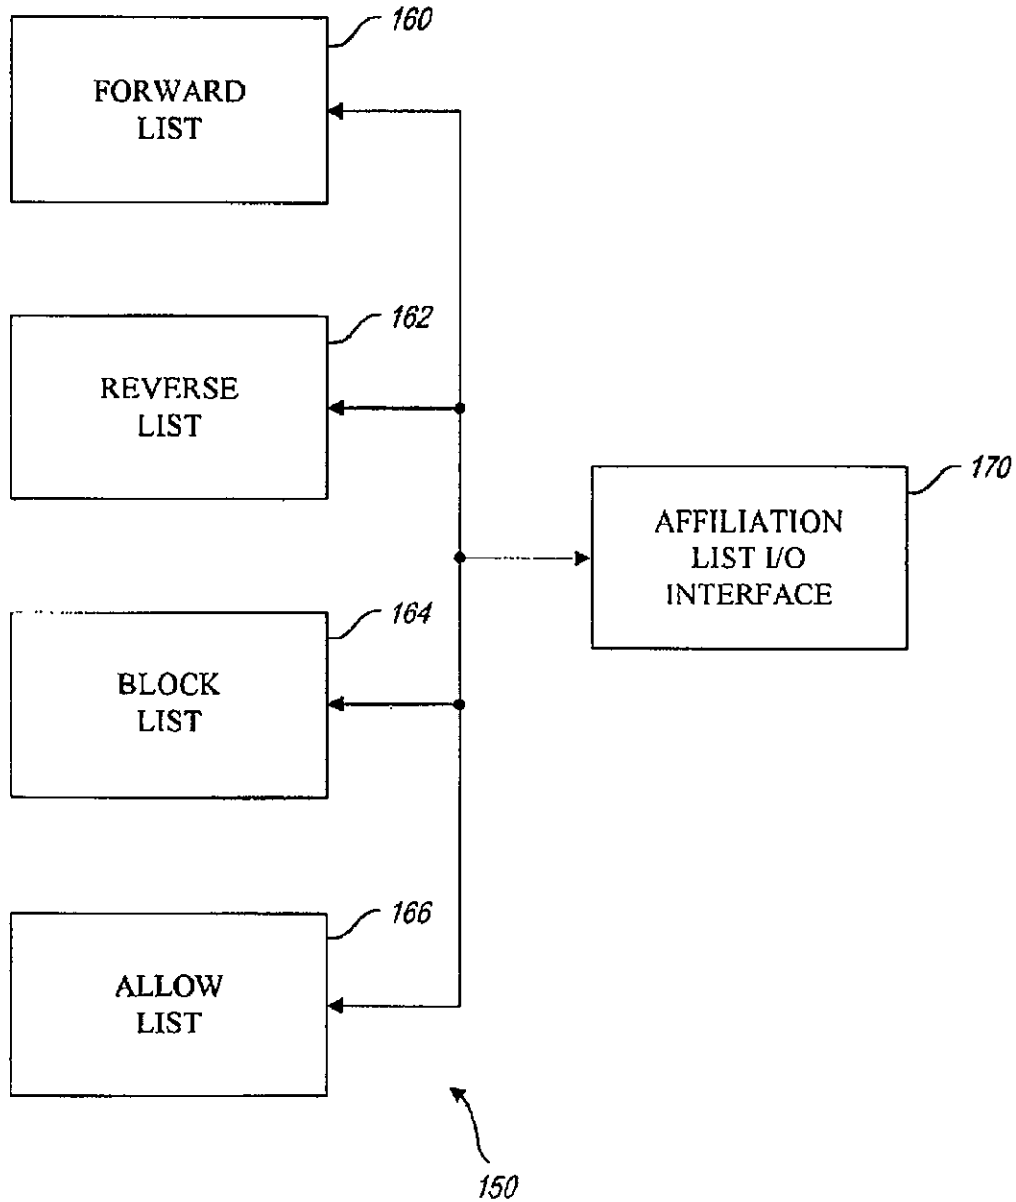 160
FORWARD
LIST
162
REVERSE
LIST
170
AFFILIATION
LIST I/O
INTERFACE
164
BLOCK
LIST
166
ALLOW
LIST
150